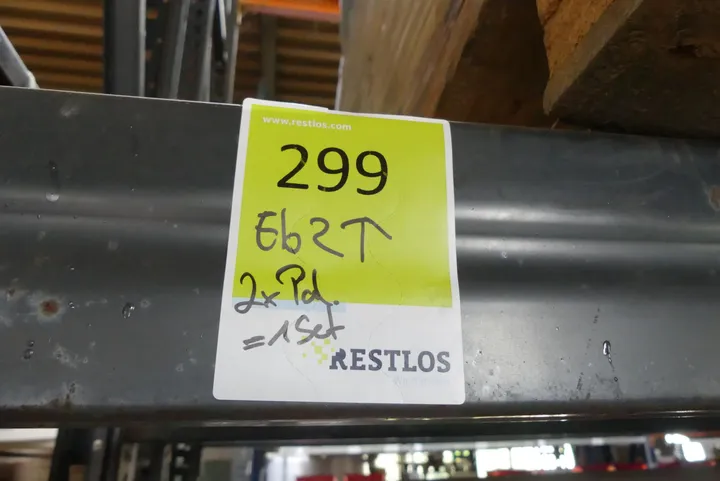 www.restlos.com
299
Eb2 ↑
2x Pal.
= 1 Set
RESTLOS